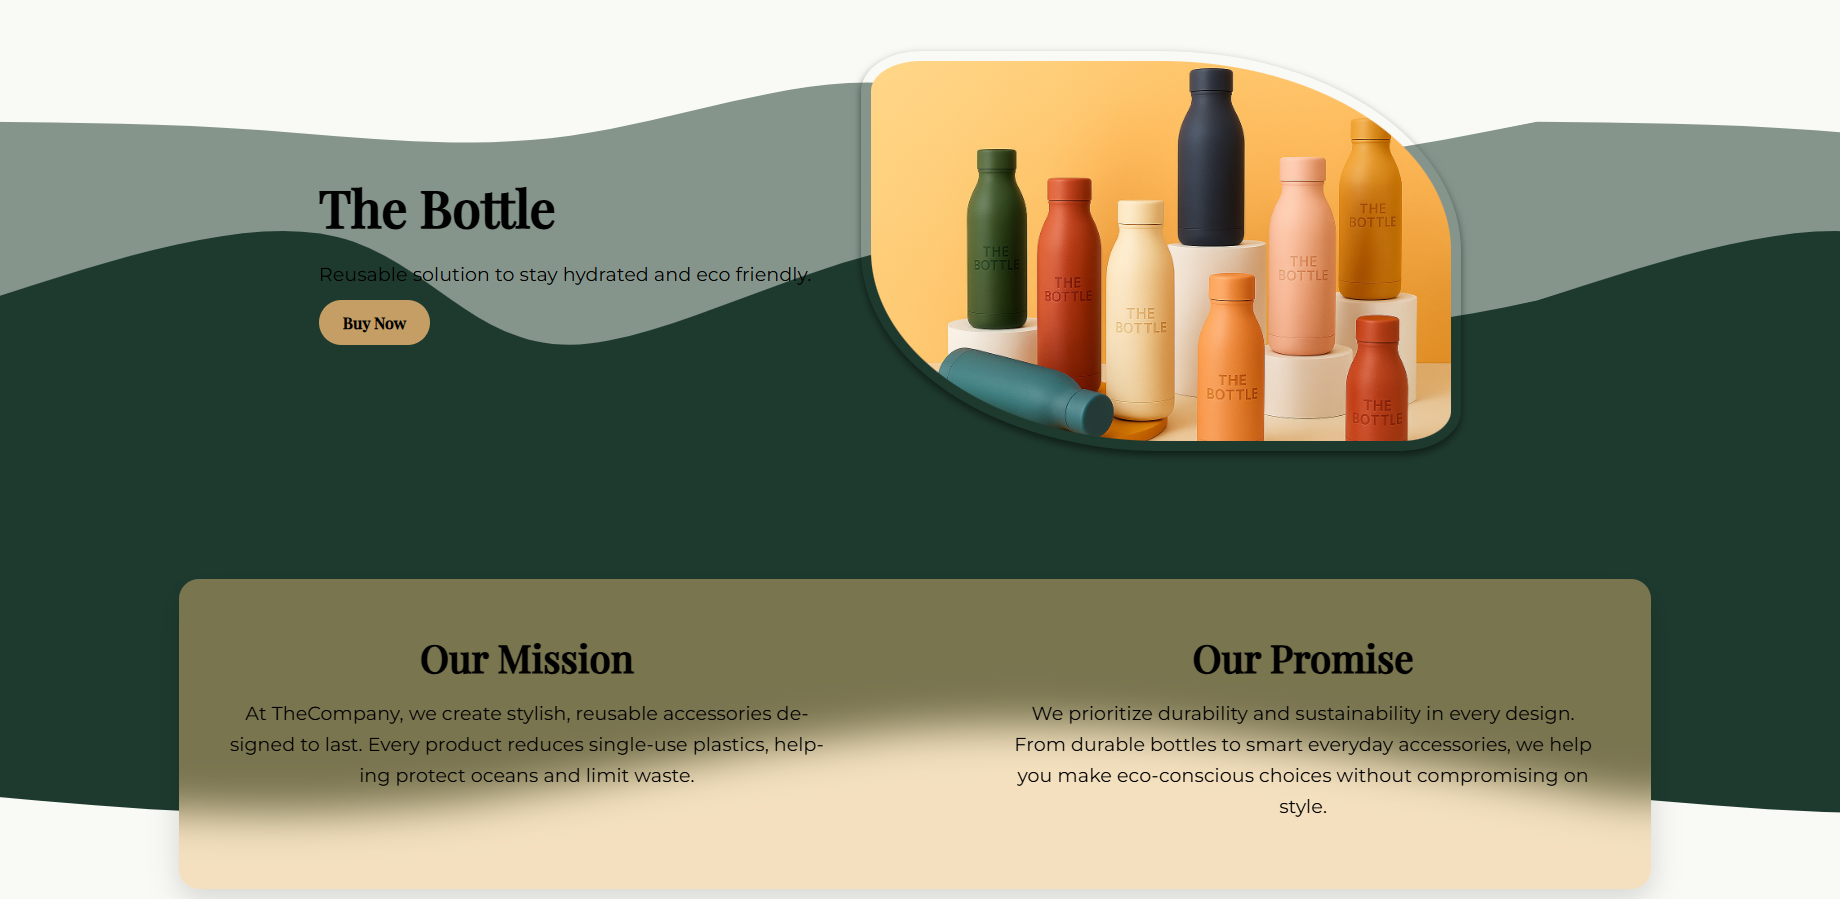 The Bottle
Reusable solution to stay hydrated and eco friendly.
Buy Now
THE
BOTTLE
THE
BOTTLE
THE
BOTTLE
THE
BOTTLE
THE
BOTTLE
THE
BOTTLE
THE
BOTTLE
Our Mission
At TheCompany, we create stylish, reusable accessories de-
signed to last. Every product reduces single-use plastics, help-
ing protect oceans and limit waste.
Our Promise
We prioritize durability and sustainability in every design.
From durable bottles to smart everyday accessories, we help
you make eco-conscious choices without compromising on
style.